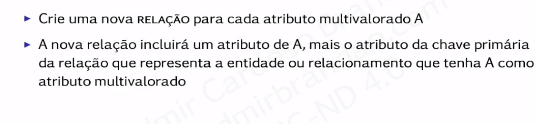 ▶ Crie uma nova RELAÇÃO para cada atributo multivalorado A
▶ A nova relação incluirá um atributo de A, mais o atributo da chave primária
da relação que representa a entidade ou relacionamento que tenha A como
atributo multivalorado